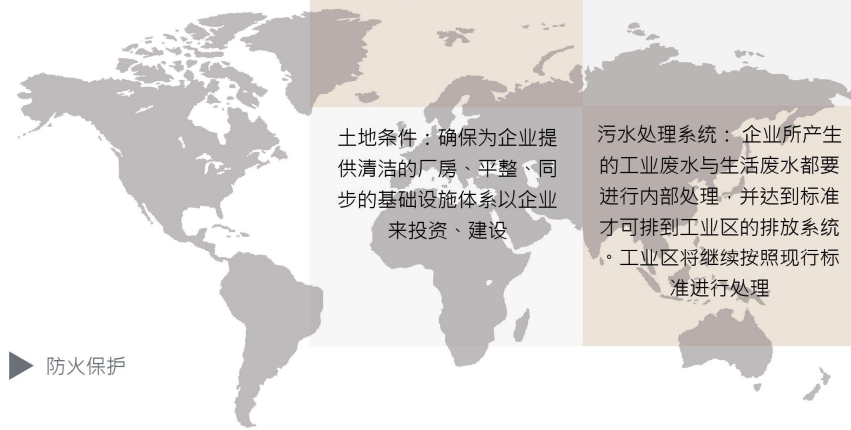 土地条件：确保为企业提
供清洁的厂房、平整、同
步的基础设施体系以企业
来投资、建设
污水处理系统： 企业所产生
的工业废水与生活废水都要
进行内部处理，并达到标准
才可排到工业区的排放系统
。工业区将继续按照现行标
准进行处理
防火保护